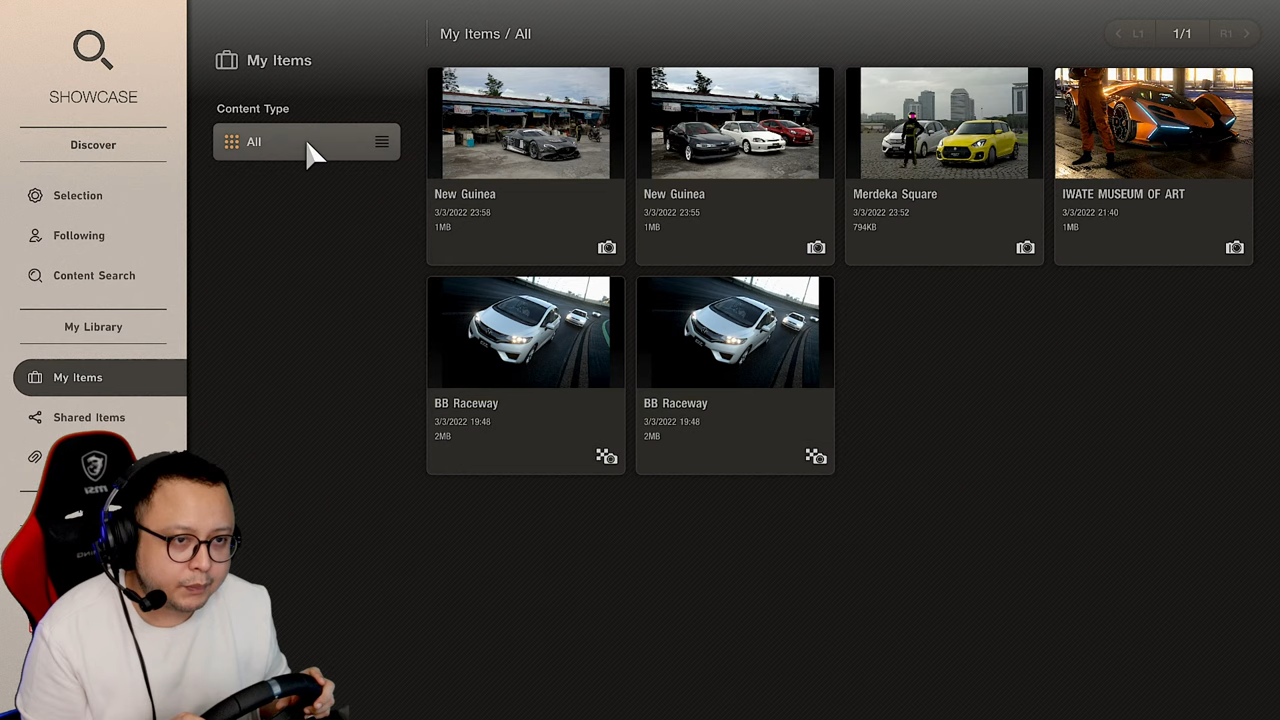 SHOWCASE
Discover
Selection
Following
Content Search
My Library
My Items
Shared Items
My Items
Content Type
All
My Items / All
L1
1/1
R1
New Guinea
3/3/2022 23:58
1MB
New Guinea
3/3/2022 23:55
1MB
Merdeka Square
3/3/2022 23:52
794KB
IWATE MUSEUM OF ART
3/3/2022 21:40
1MB
BB Raceway
3/3/2022 19:48
2MB
BB Raceway
3/3/2022 19:48
2MB